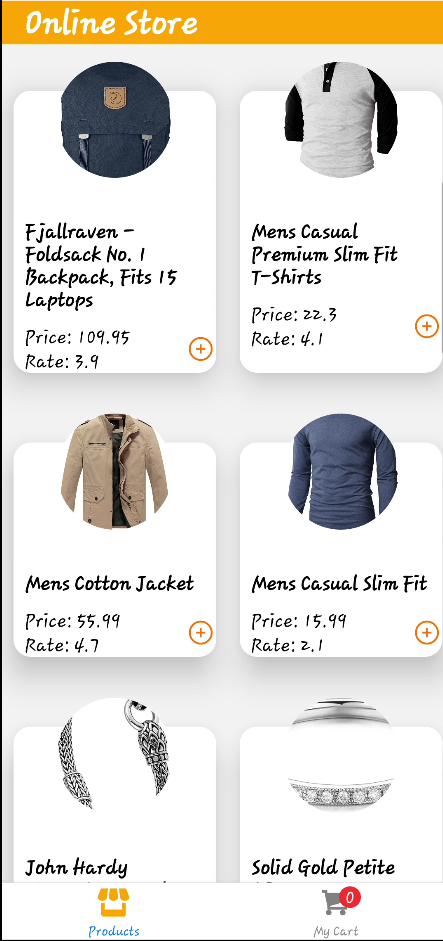 Online Store
Fjallraven -
Foldsack No. 1
Backpack, Fits 15
Laptops
Price: 109.95
Rate: 3.9
Mens Casual
Premium Slim Fit
T-Shirts
Price: 22.3
Rate: 4.1
Mens Cotton Jacket
Price: 55.99
Rate: 4.7
Mens Casual Slim Fit
Price: 15.99
Rate: 2.1
John Hardy
Solid Gold Petite
Products
0
My Cart